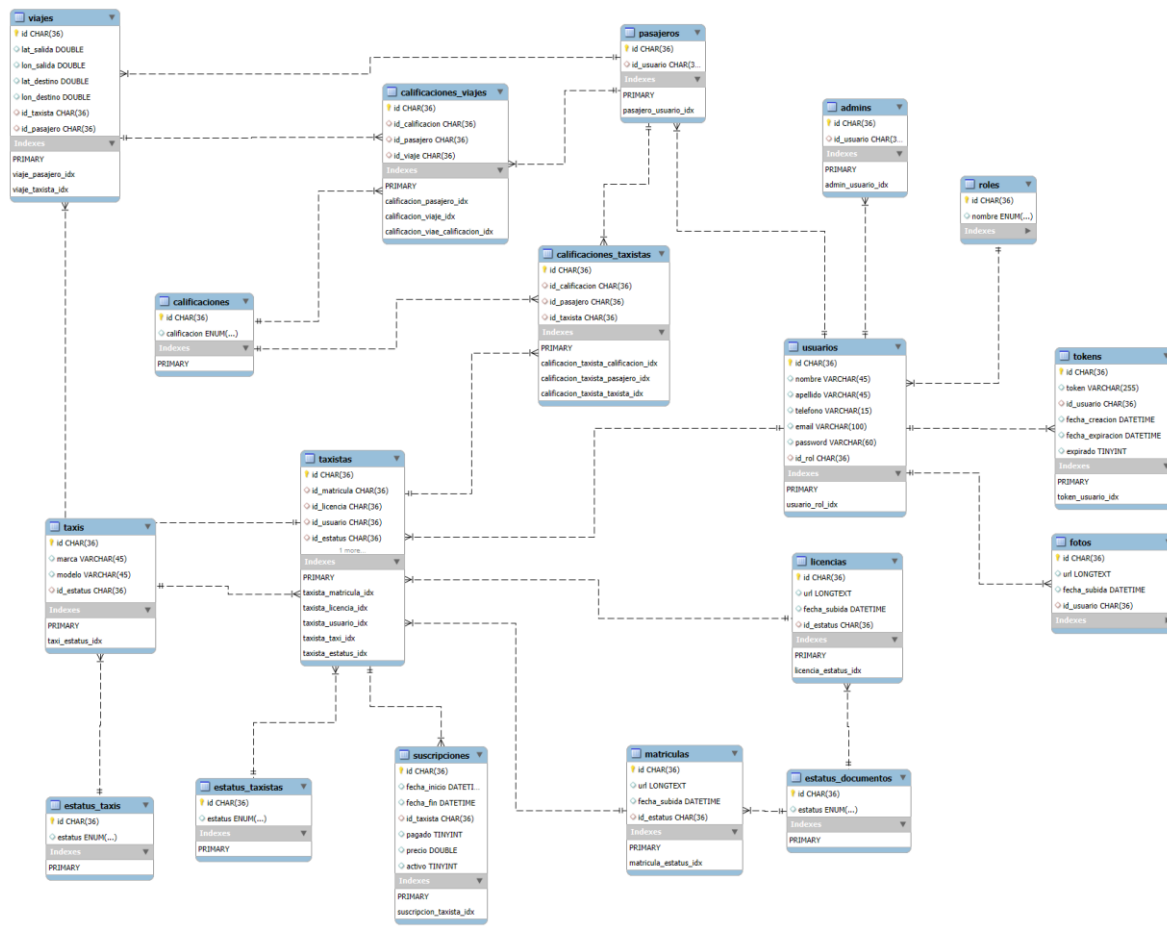 viajes
id CHAR(36)
lat_salida DOUBLE
lon_salida DOUBLE
lat_destino DOUBLE
lon_destino DOUBLE
id_taxista CHAR(36)
id_pasajero CHAR(36)
Indexes
PRIMARY
viaje_pasajero_idx
viaje_taxista_idx
pasajeros
id CHAR(36)
id_usuario CHAR(3...
Indexes
PRIMARY
pasajero_usuario_idx
calificaciones_viajes
id CHAR(36)
id_calificacion CHAR(36)
id_pasajero CHAR(36)
id_viaje CHAR(36)
Indexes
PRIMARY
calificacion_pasajero_idx
calificacion_viaje_idx
calificacion_viae_calificacion_idx
admins
id CHAR(36)
id_usuario CHAR(3...
Indexes
PRIMARY
admin_usuario_idx
roles
id CHAR(36)
nombre ENUM(...)
Indexes
calificaciones_taxistas
id CHAR(36)
id_calificacion CHAR(36)
id_pasajero CHAR(36)
id_taxista CHAR(36)
Indexes
PRIMARY
calificacion_taxista_calificacion_idx
calificacion_taxista_pasajero_idx
calificacion_taxista_taxista_idx
calificaciones
id CHAR(36)
calificacion ENUM(...)
Indexes
PRIMARY
usuarios
id CHAR(36)
nombre VARCHAR(45)
apellido VARCHAR(45)
telefono VARCHAR(15)
email VARCHAR(100)
password VARCHAR(60)
id_rol CHAR(36)
Indexes
PRIMARY
usuario_rol_idx
tokens
id CHAR(36)
token VARCHAR(255)
id_usuario CHAR(36)
fecha_creacion DATETIME
fecha_expiracion DATETIME
expirado TINYINT
Indexes
PRIMARY
token_usuario_idx
taxistas
id CHAR(36)
id_matricula CHAR(36)
id_licencia CHAR(36)
id_usuario CHAR(36)
id_estatus CHAR(36)
1 more...
Indexes
PRIMARY
taxista_matricula_idx
taxista_licencia_idx
taxista_usuario_idx
taxista_taxi_idx
taxista_estatus_idx
taxis
id CHAR(36)
marca VARCHAR(45)
modelo VARCHAR(45)
id_estatus CHAR(36)
Indexes
PRIMARY
taxi_estatus_idx
fotos
id CHAR(36)
url LONGTEXT
fecha_subida DATETIME
id_usuario CHAR(36)
Indexes
licencias
id CHAR(36)
url LONGTEXT
fecha_subida DATETIME
id_estatus CHAR(36)
Indexes
PRIMARY
licencia_estatus_idx
suscripciones
id CHAR(36)
fecha_inicio DATETI...
fecha_fin DATETIME
id_taxista CHAR(36)
pagado TINYINT
precio DOUBLE
activo TINYINT
Indexes
PRIMARY
suscripcion_taxista_idx
matriculas
id CHAR(36)
url LONGTEXT
fecha_subida DATETIME
id_estatus CHAR(36)
Indexes
PRIMARY
matricula_estatus_idx
estatus_documentos
id CHAR(36)
estatus ENUM(...)
Indexes
PRIMARY
estatus_taxistas
id CHAR(36)
estatus ENUM(...)
Indexes
PRIMARY
estatus_taxis
id CHAR(36)
estatus ENUM(...)
Indexes
PRIMARY